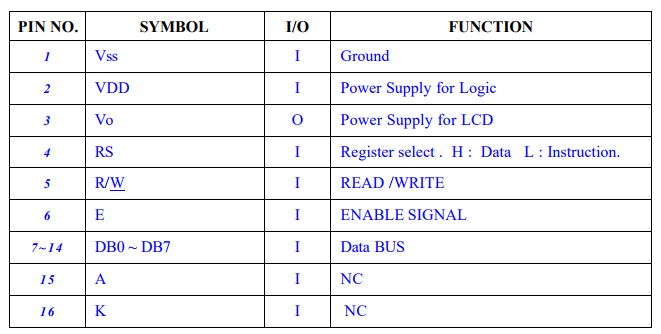 PIN NO. SYMBOL I/O FUNCTION
1 Vss I Ground
2 VDD I Power Supply for Logic
3 Vo O Power Supply for LCD
4 RS I Register select . H : Data L : Instruction.
5 R/W I READ /WRITE
6 E I ENABLE SIGNAL
7~14 DB0 ~ DB7 I Data BUS
15 A I NC
16 K I NC